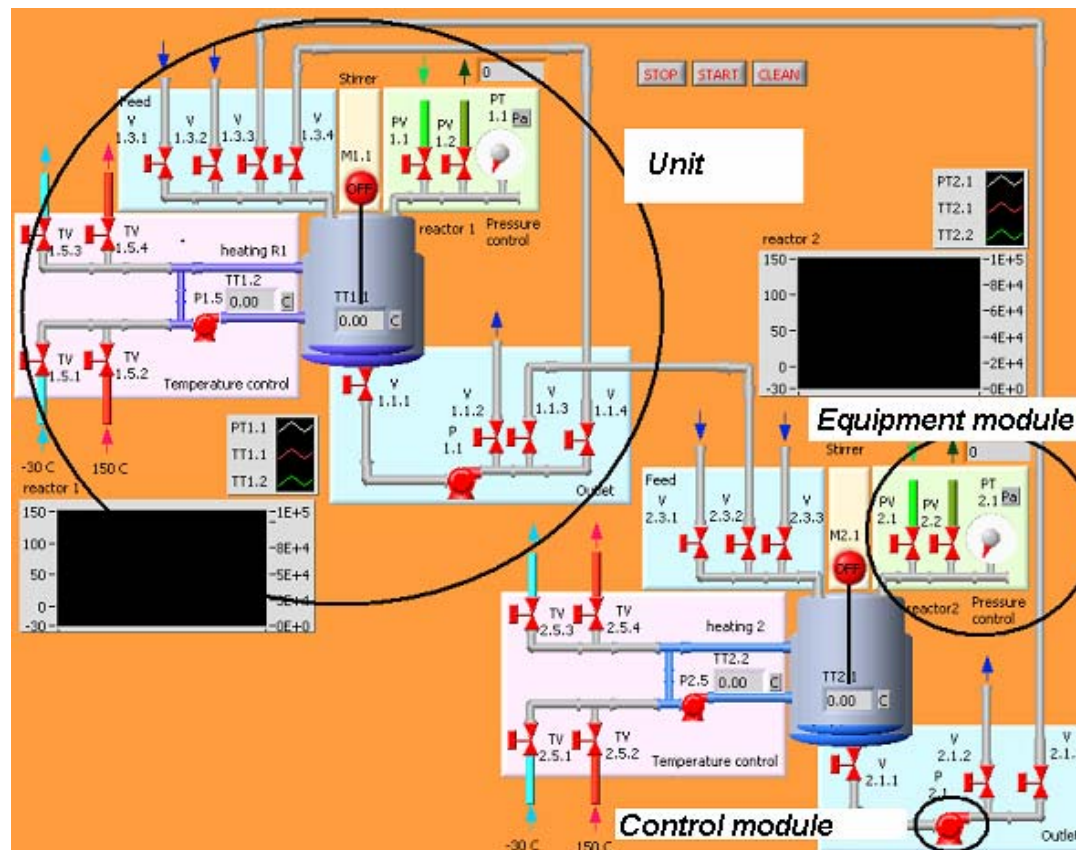 STOP START CLEAN
0
Stirrer
Feed
V
1.3.1
V
1.3.2
V
1.3.3
V
1.3.4
M1.1
OFF
PV
1.1
PV
1.2
PT
1.1
Pa
reactor 1
Pressure
control
Unit
TV
1.5.3
TV
1.5.4
heating R1
TT1.2
P1.5
0.00
C
TT1.1
0.00
C
TV
1.5.1
TV
1.5.2
Temperature control
-30 C
150 C
PT1.1
TT1.1
TT1.2
reactor 1
150
100
50
0
-30
1E+5
8E+4
5E+4
0E+0
V
1.1.1
V
1.1.2
P
1.1
V
1.1.3
V
1.1.4
Outlet
PT2.1
TT2.1
TT2.2
reactor 2
150
100
50
0
-30
1E+5
8E+4
6E+4
4E+4
2E+4
0E+0
Equipment module
0
Stirrer
Feed
V
2.3.1
V
2.3.2
V
2.3.3
M2.1
OFF
PV
2.1
PV
2.2
PT
2.1
Pa
reactor2
Pressure
control
TV
2.5.3
TV
2.5.4
heating 2
TT2.2
P2.5
0.00
C
TT2.1
0.00
C
TV
2.5.1
TV
2.5.2
Temperature control
-30 C
150 C
V
2.1.1
V
2.1.2
P
2.1
V
Outlet
Control module